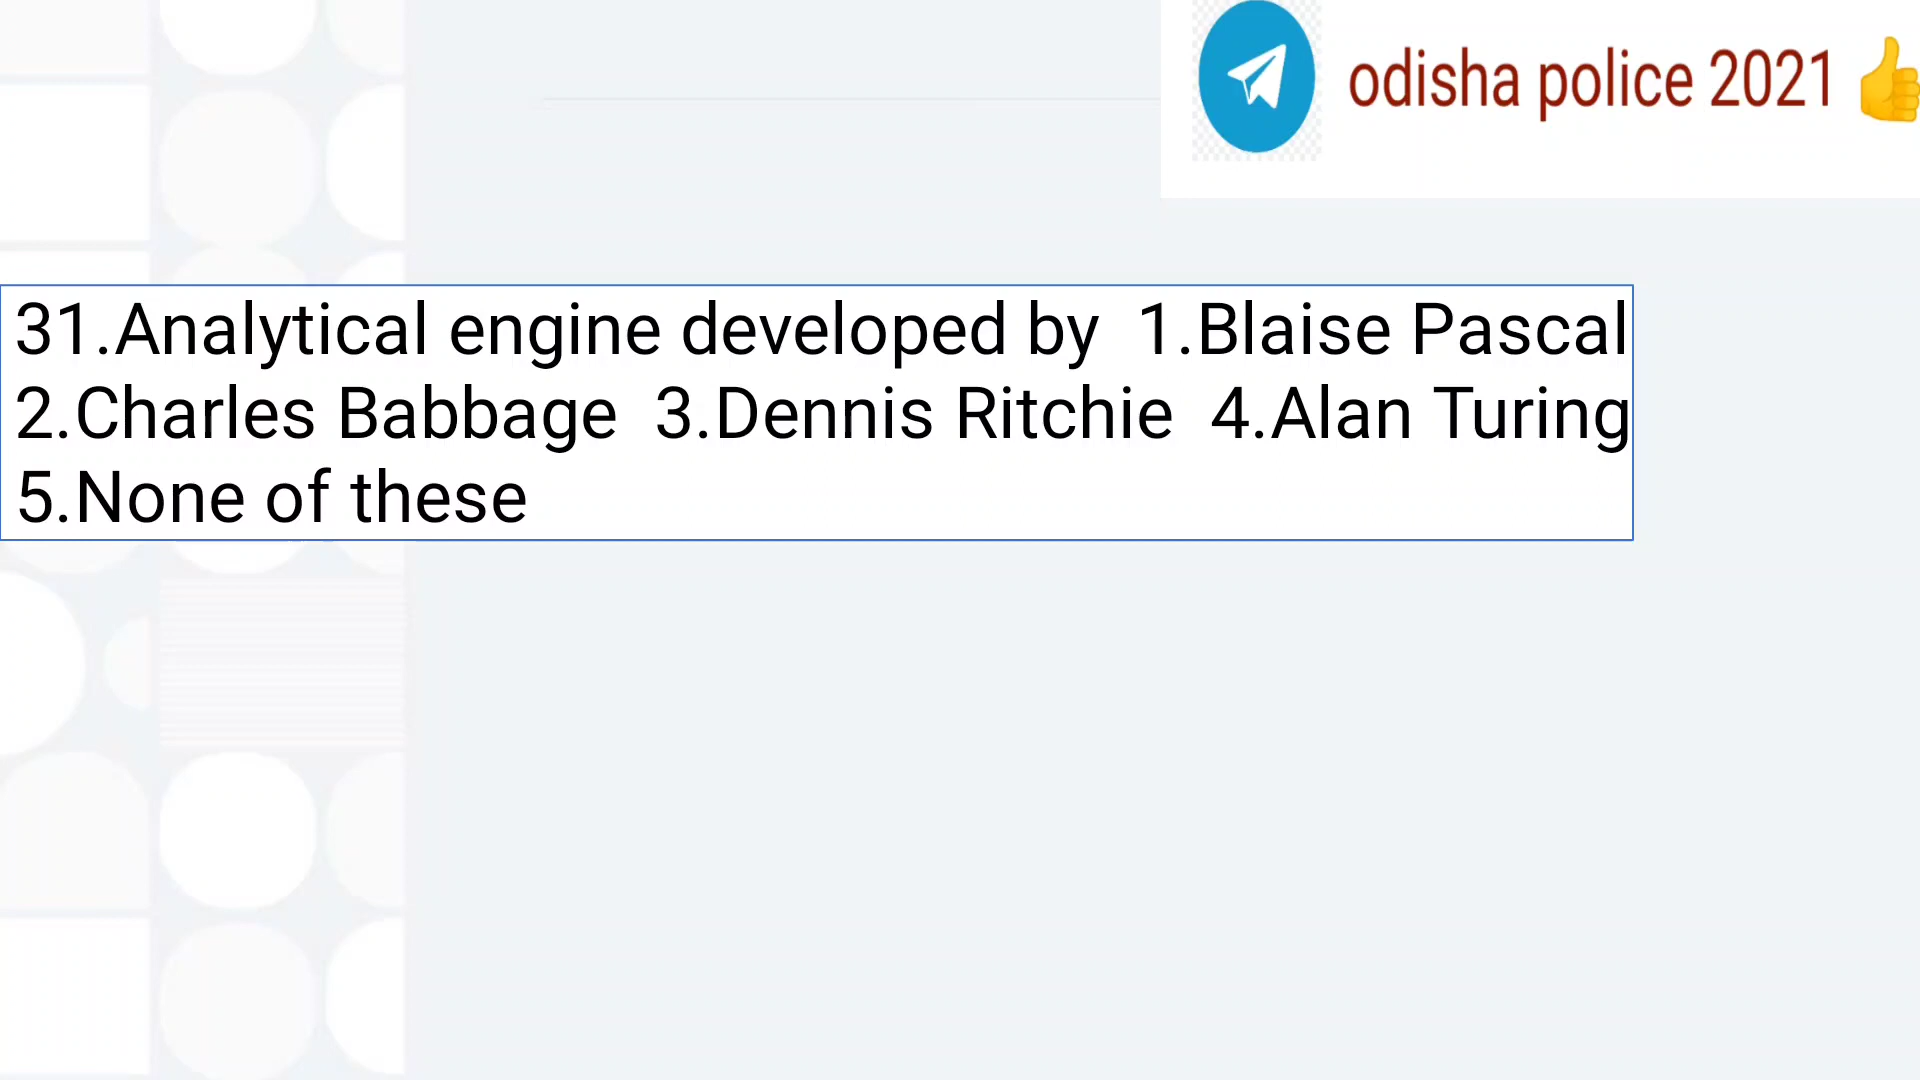 odisha police 2021 👍
31.Analytical engine developed by  1.Blaise Pascal
2.Charles Babbage  3.Dennis Ritchie  4.Alan Turing
5.None of these